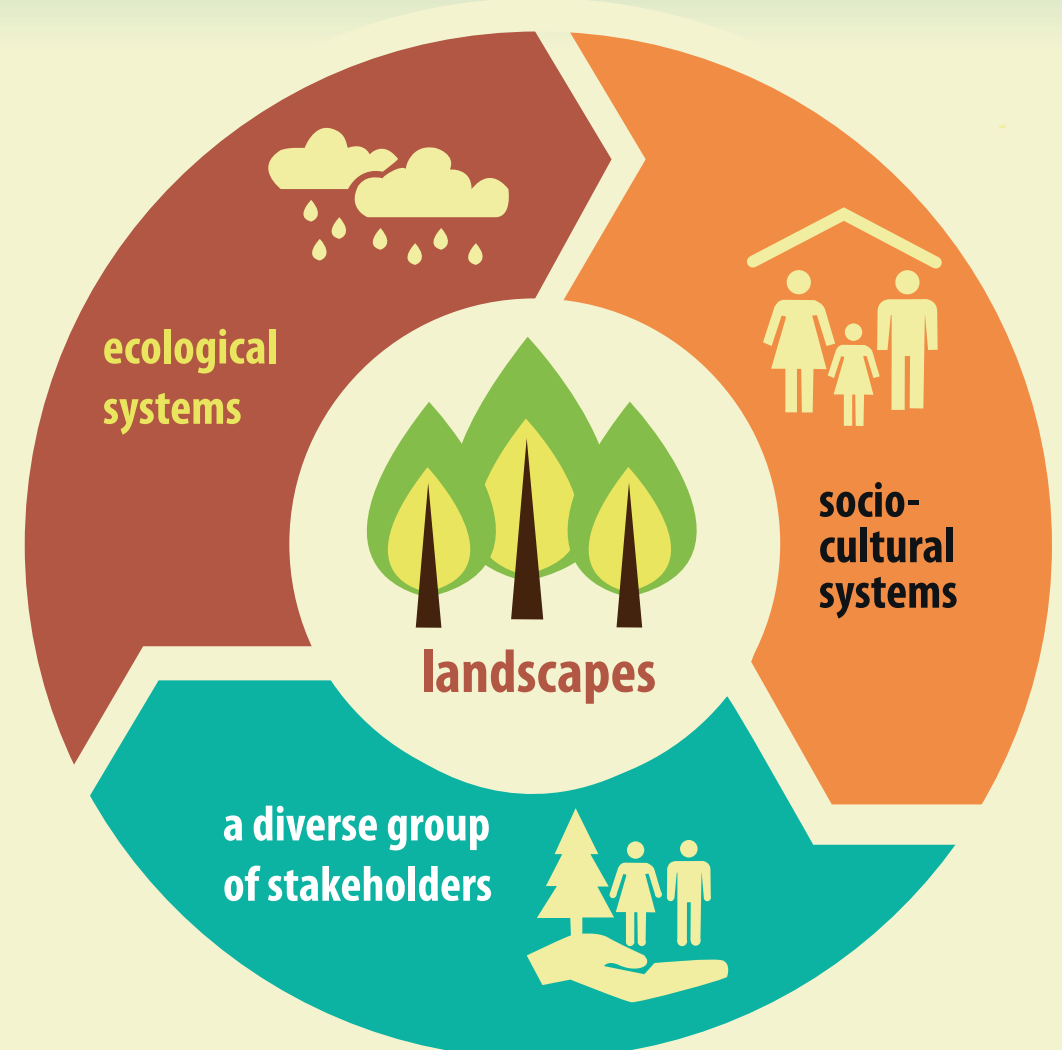 ecological
systems
socio-
cultural
systems
landscapes
a diverse group
of stakeholders